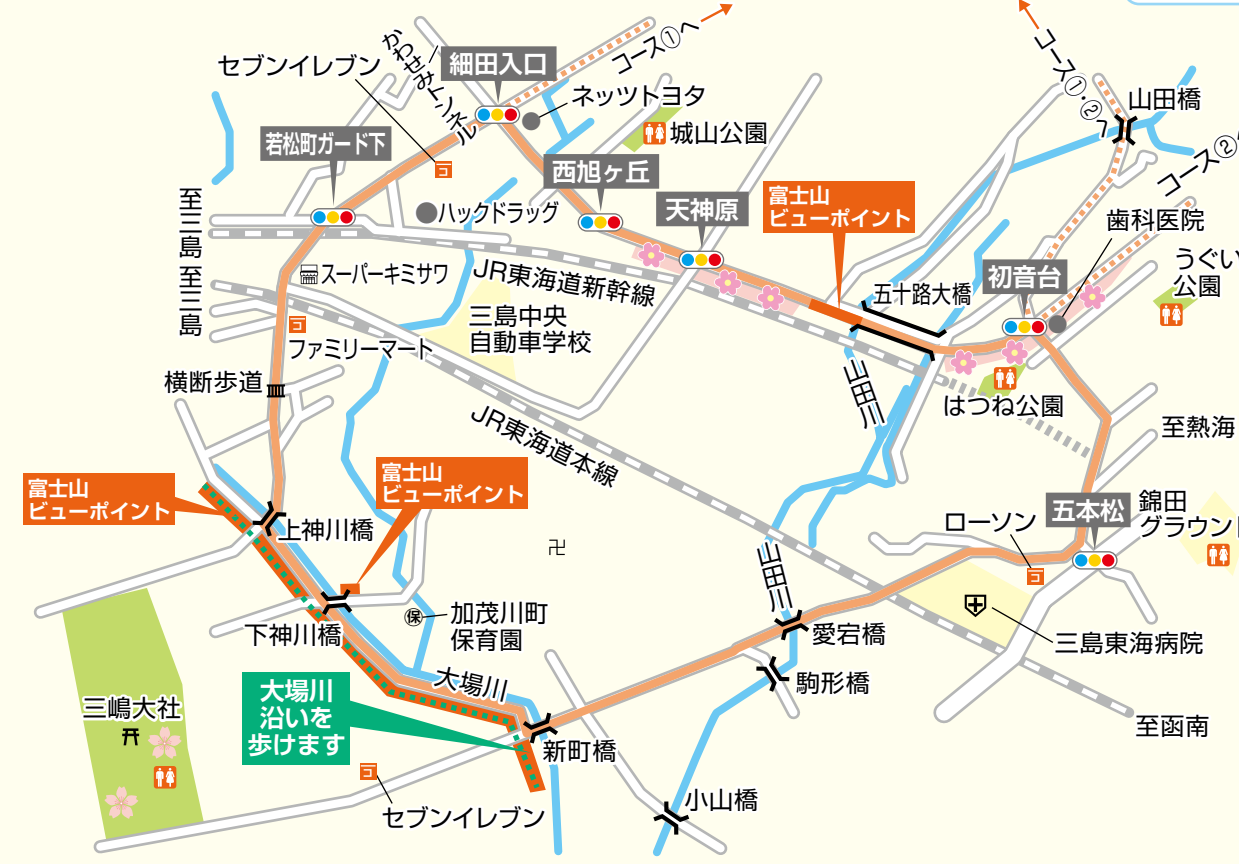 コース①へ
かわせみトンネル
セブンイレブン
細田入口
ネッツトヨタ
コース①・②へ
山田橋
城山公園
若松町ガード下
コース②
西旭ヶ丘
天神原
富士山
ビューポイント
歯科医院
至三島
ハックドラッグ
うぐい
公園
スーパーキミサワ
JR東海道新幹線
五十路大橋
初音台
至三島
三島中央
自動車学校
ファミリーマート
山田川
横断歩道
はつね公園
至熱海
JR東海道本線
富士山
ビューポイント
富士山
ビューポイント
錦田
グラウンド
五本松
ローソン
上神川橋
卍
山田川
保
加茂川町
保育園
下神川橋
愛宕橋
三島東海病院
大場川
駒形橋
大場川
沿いを
歩けます
三嶋大社
至函南
新町橋
小山橋
セブンイレブン